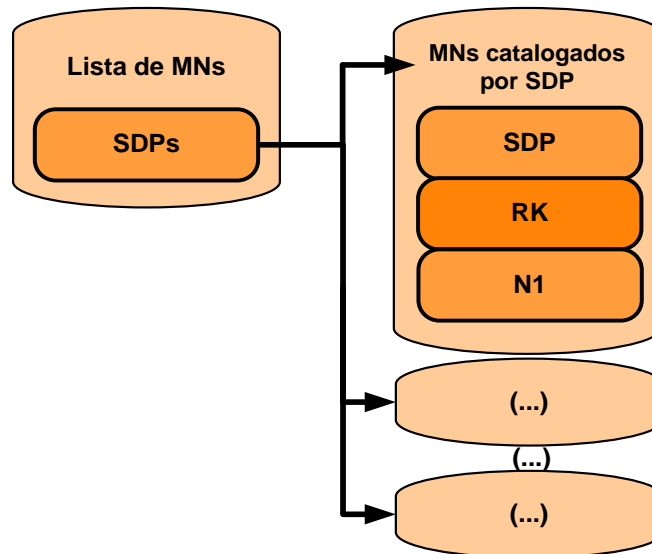 Lista de MNs
SDPs
MNs catalogados
por SDP
SDP
RK
N1
(...)
(...)
(...)